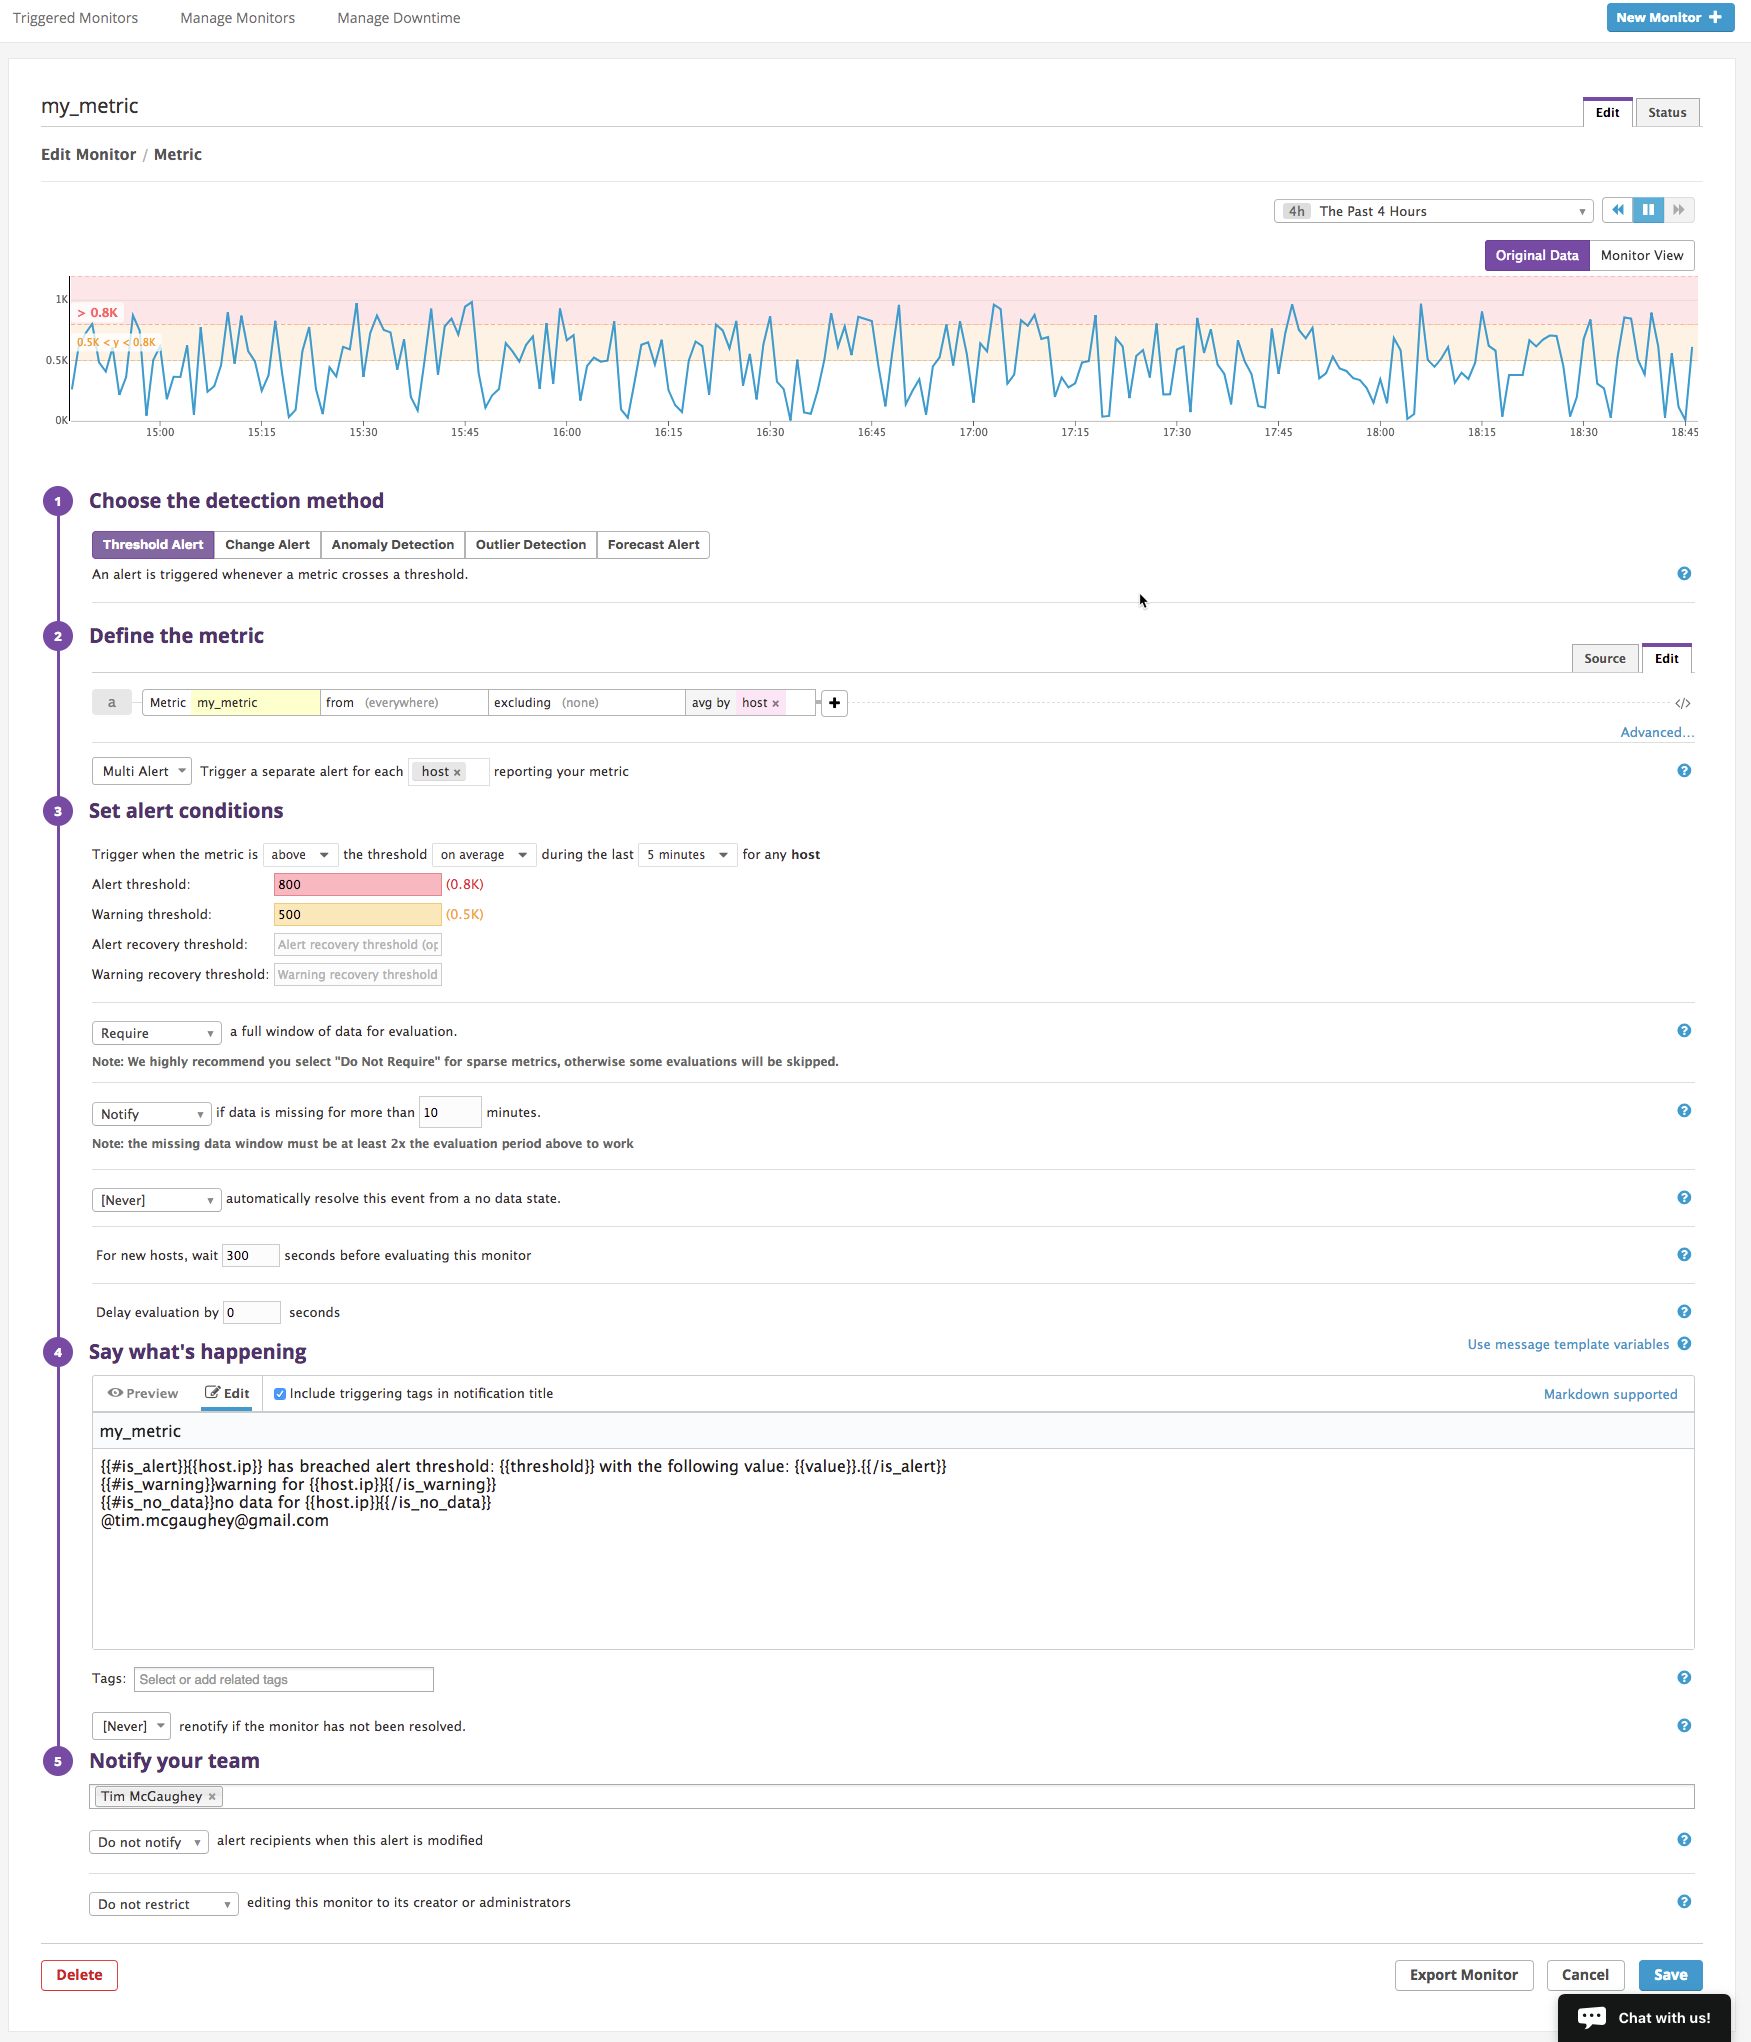 Triggered Monitors Manage Monitors Manage Downtime New Monitor +
my_metric Edit Status
Edit Monitor / Metric
4h The Past 4 Hours
Original Data Monitor View
1K
> 0.8K
0.5K < y < 0.8K
0.5K
0K
15:00 15:15 15:30 15:45 16:00 16:15 16:30 16:45 17:00 17:15 17:30 17:45 18:00 18:15 18:30 18:45
1 Choose the detection method
Threshold Alert Change Alert Anomaly Detection Outlier Detection Forecast Alert
An alert is triggered whenever a metric crosses a threshold. ?
2 Define the metric
Source Edit
a Metric my_metric from (everywhere) excluding (none) avg by host × + </>
Advanced...
Multi Alert Trigger a separate alert for each host × reporting your metric ?
3 Set alert conditions
Trigger when the metric is above the threshold on average during the last 5 minutes for any host
Alert threshold: 800 (0.8K)
Warning threshold: 500 (0.5K)
Alert recovery threshold: Alert recovery threshold (op
Warning recovery threshold: Warning recovery threshold
Require a full window of data for evaluation. ?
Note: We highly recommend you select "Do Not Require" for sparse metrics, otherwise some evaluations will be skipped.
Notify if data is missing for more than 10 minutes. ?
Note: the missing data window must be at least 2x the evaluation period above to work
[Never] automatically resolve this event from a no data state. ?
For new hosts, wait 300 seconds before evaluating this monitor ?
Delay evaluation by 0 seconds ?
4 Say what's happening Use message template variables ?
Preview Edit Include triggering tags in notification title Markdown supported
my_metric
{{#is_alert}}{{host.ip}} has breached alert threshold: {{threshold}} with the following value: {{value}}.{{/is_alert}}
{{#is_warning}}warning for {{host.ip}}{{/is_warning}}
{{#is_no_data}}no data for {{host.ip}}{{/is_no_data}}
@tim.mcgaughey@gmail.com
Tags: Select or add related tags ?
[Never] renotify if the monitor has not been resolved. ?
5 Notify your team
Tim McGaughey ×
Do not notify alert recipients when this alert is modified ?
Do not restrict editing this monitor to its creator or administrators ?
Delete Export Monitor Cancel Save
Chat with us!